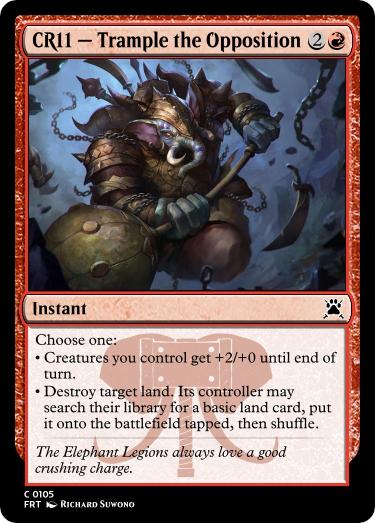 CR11 — Trample the Opposition 2
Instant
Choose one:
• Creatures you control get +2/+0 until end of
turn.
• Destroy target land. Its controller may
search their library for a basic land card, put
it onto the battlefield tapped, then shuffle.
The Elephant Legions always love a good
crushing charge.
C 0105
FRT Richard Suwono